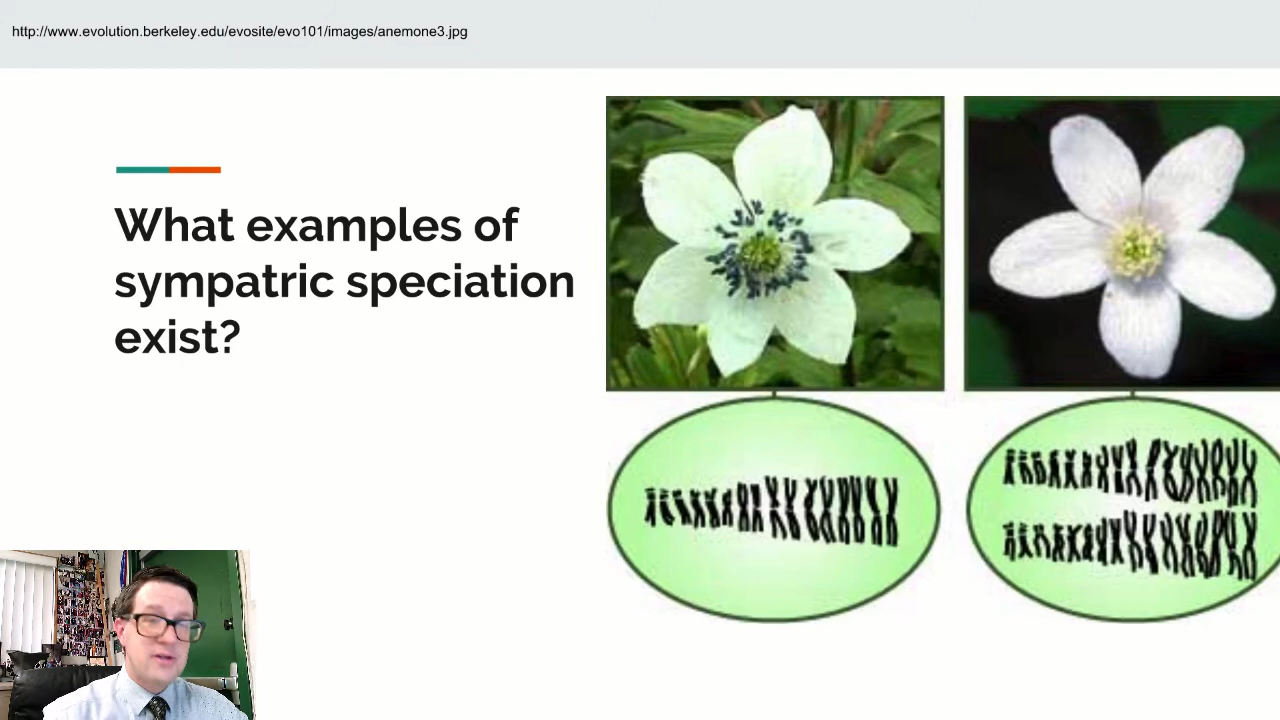 http://www.evolution.berkeley.edu/evosite/evo101/images/anemone3.jpg
What examples of
sympatric speciation
exist?